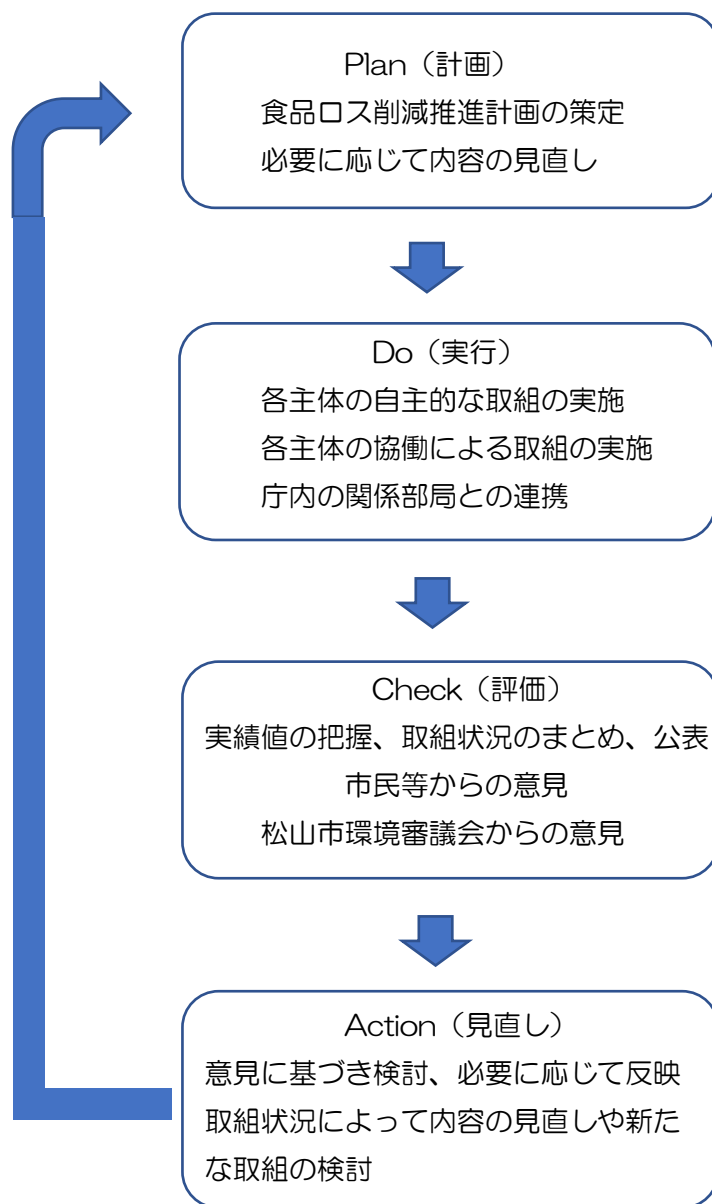 Plan（計画）
食品ロス削減推進計画の策定
必要に応じて内容の見直し
Do（実行）
各主体の自主的な取組の実施
各主体の協働による取組の実施
庁内の関係部局との連携
Check（評価）
実績値の把握、取組状況のまとめ、公表
市民等からの意見
松山市環境審議会からの意見
Action（見直し）
意見に基づき検討、必要に応じて反映
取組状況によって内容の見直しや新た
な取組の検討